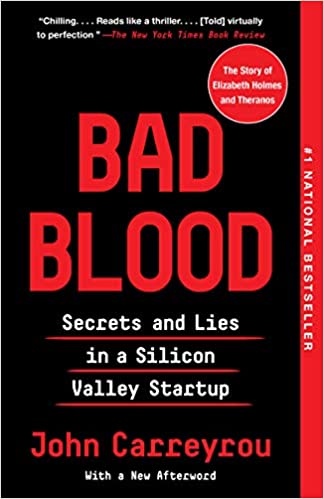 "Chilling. . . . Reads like a thriller. . . . [Told] virtually
to perfection." —The New York Times Book Review
The Story of
Elizabeth Holmes
and Theranos
BAD
BLOOD
Secrets and Lies
in a Silicon
Valley Startup
John Carreyrou
With a New Afterword
#1 NATIONAL BESTSELLER